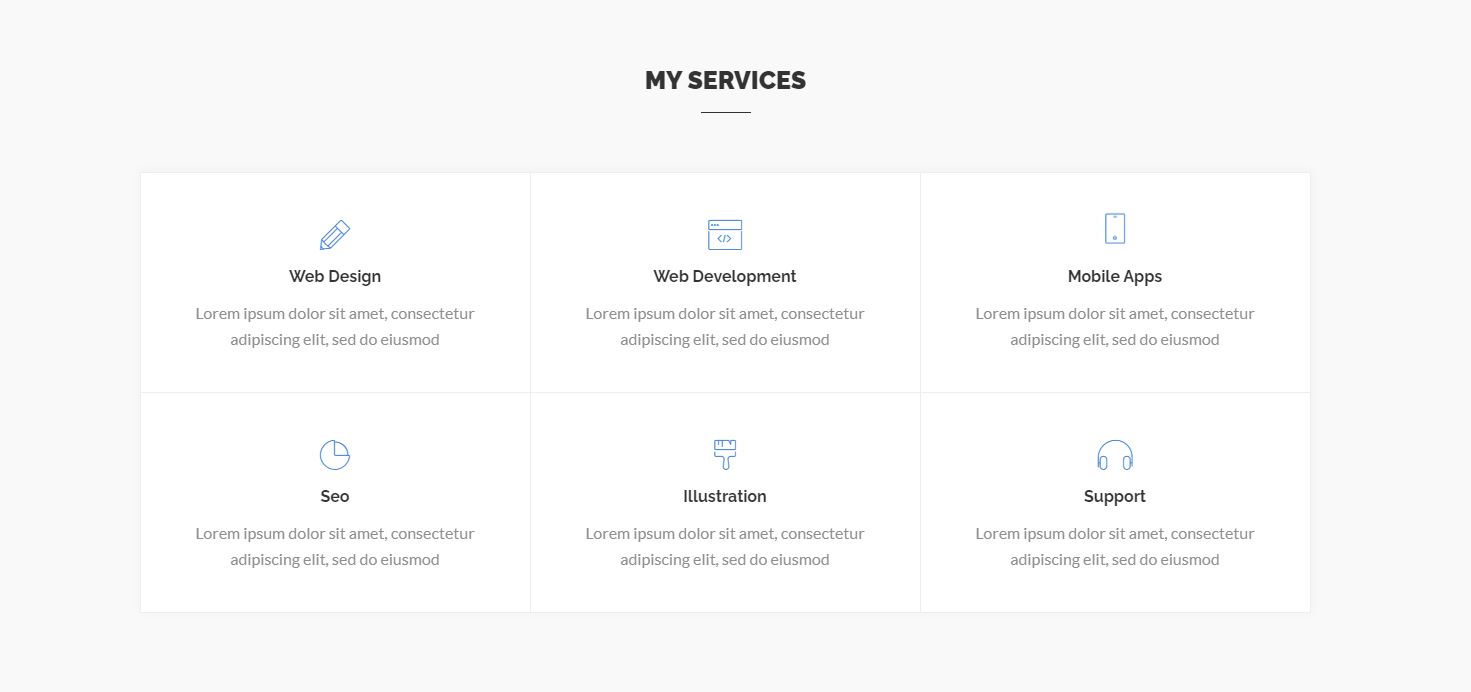 MY SERVICES
Web Design
Lorem ipsum dolor sit amet, consectetur
adipiscing elit, sed do eiusmod
Web Development
Lorem ipsum dolor sit amet, consectetur
adipiscing elit, sed do eiusmod
Mobile Apps
Lorem ipsum dolor sit amet, consectetur
adipiscing elit, sed do eiusmod
Seo
Lorem ipsum dolor sit amet, consectetur
adipiscing elit, sed do eiusmod
Illustration
Lorem ipsum dolor sit amet, consectetur
adipiscing elit, sed do eiusmod
Support
Lorem ipsum dolor sit amet, consectetur
adipiscing elit, sed do eiusmod